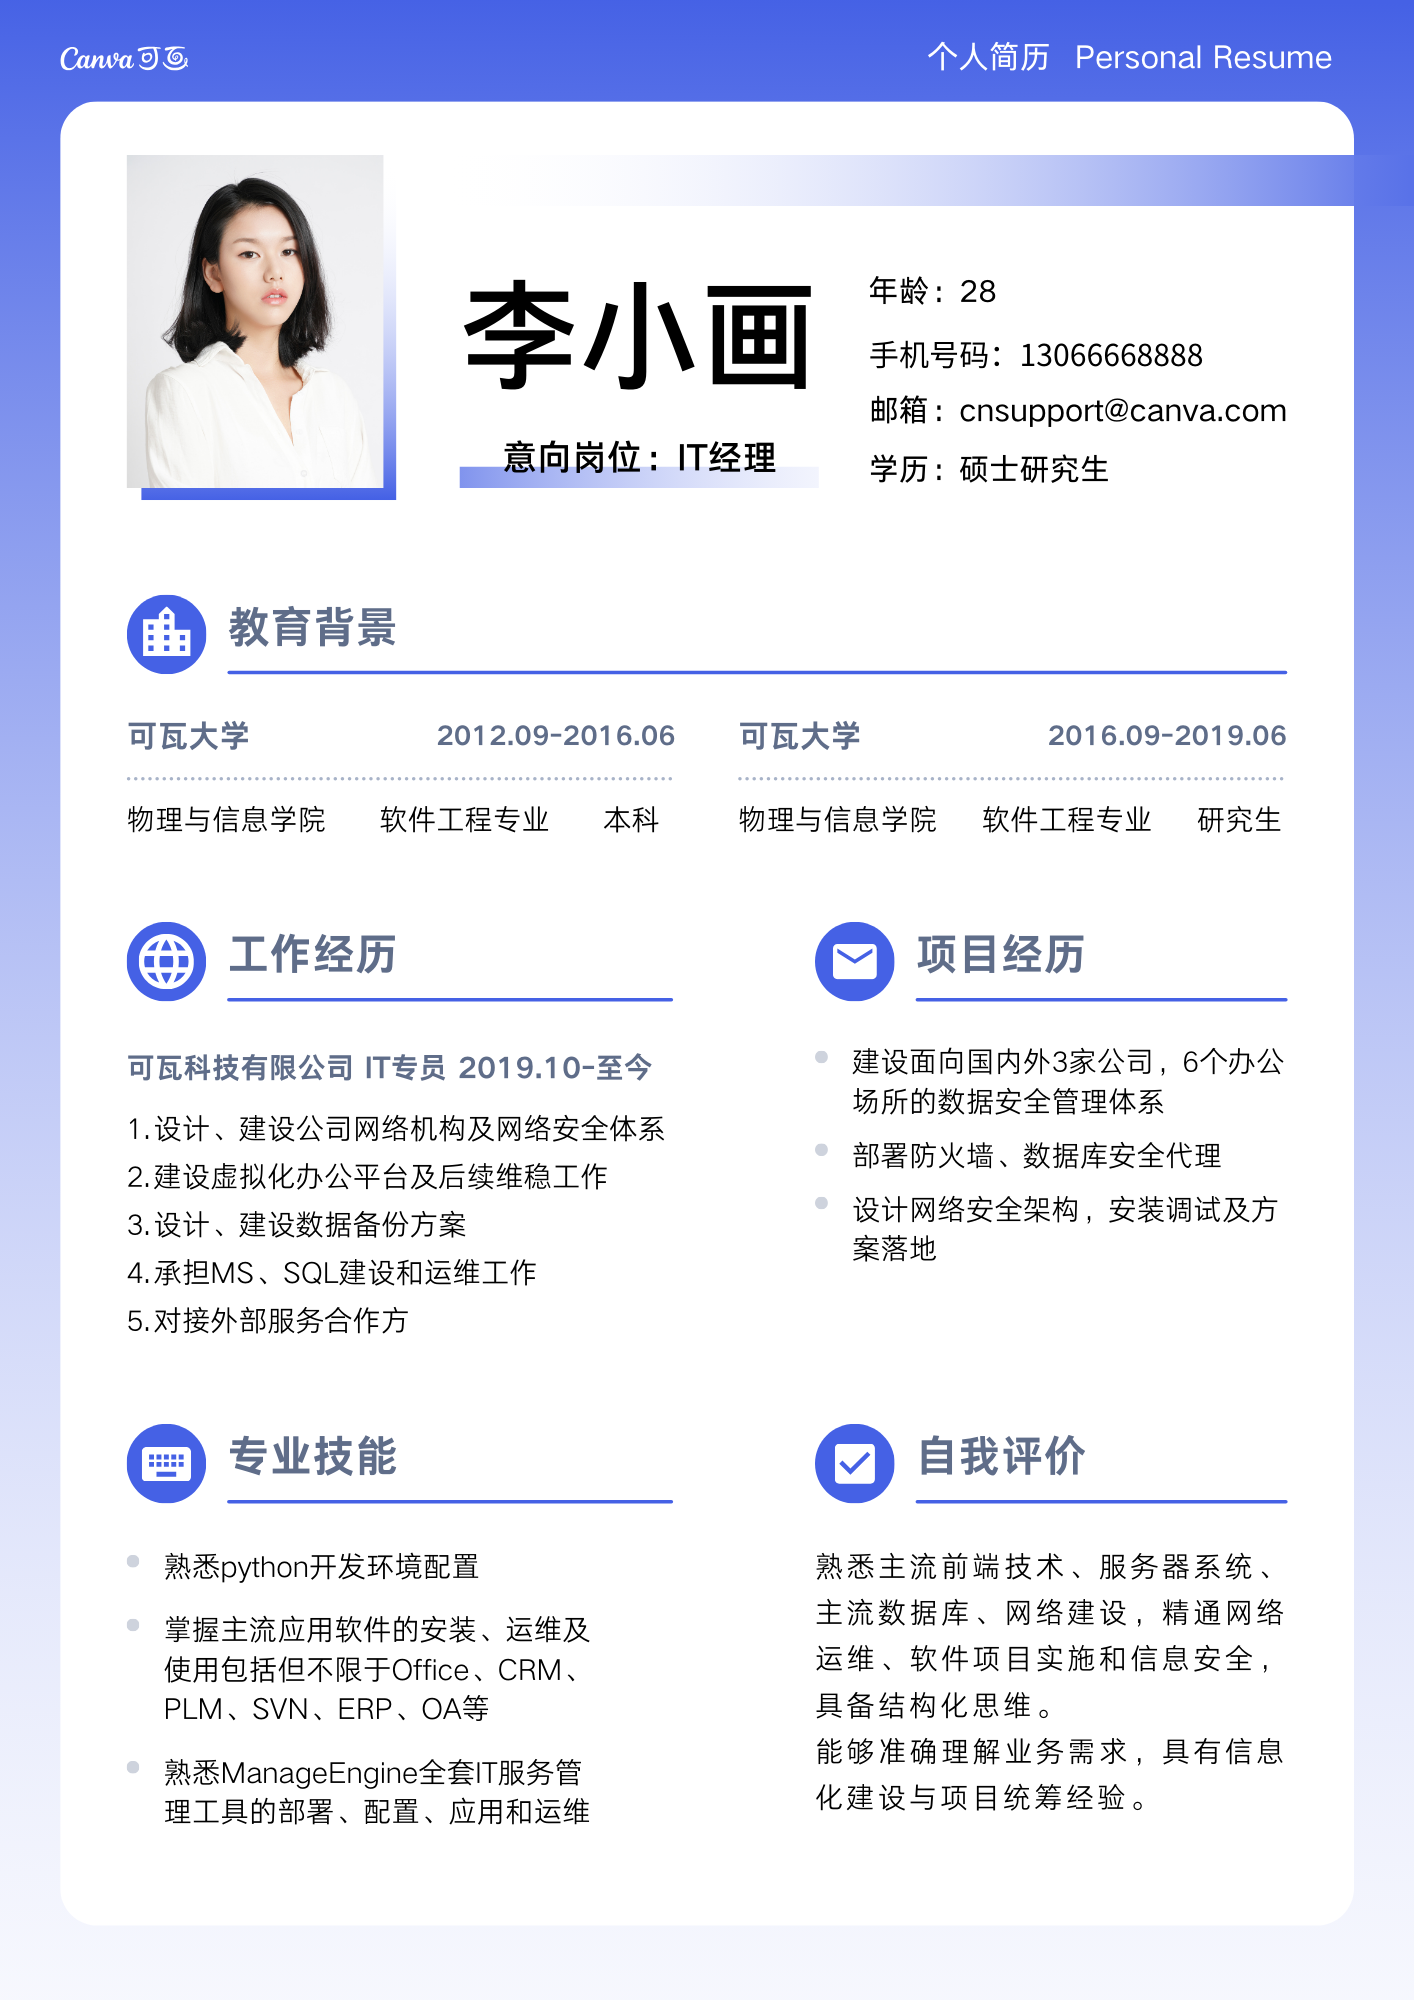 Canva可画
个人简历 Personal Resume
李小画
意向岗位：IT经理
年龄：28
手机号码：13066668888
邮箱：cnsupport@canva.com
学历：硕士研究生
教育背景
可瓦大学 2012.09-2016.06
物理与信息学院 软件工程专业 本科
可瓦大学 2016.09-2019.06
物理与信息学院 软件工程专业 研究生
工作经历
可瓦科技有限公司 IT专员 2019.10-至今
1.设计、建设公司网络机构及网络安全体系
2.建设虚拟化办公平台及后续维稳工作
3.设计、建设数据备份方案
4.承担MS、SQL建设和运维工作
5.对接外部服务合作方
项目经历
建设面向国内外3家公司，6个办公
场所的数据安全管理体系
部署防火墙、数据库安全代理
设计网络安全架构，安装调试及方
案落地
专业技能
熟悉python开发环境配置
掌握主流应用软件的安装、运维及
使用包括但不限于Office、CRM、
PLM、SVN、ERP、OA等
熟悉ManageEngine全套IT服务管
理工具的部署、配置、应用和运维
自我评价
熟悉主流前端技术、服务器系统、
主流数据库、网络建设，精通网络
运维、软件项目实施和信息安全，
具备结构化思维。
能够准确理解业务需求，具有信息
化建设与项目统筹经验。